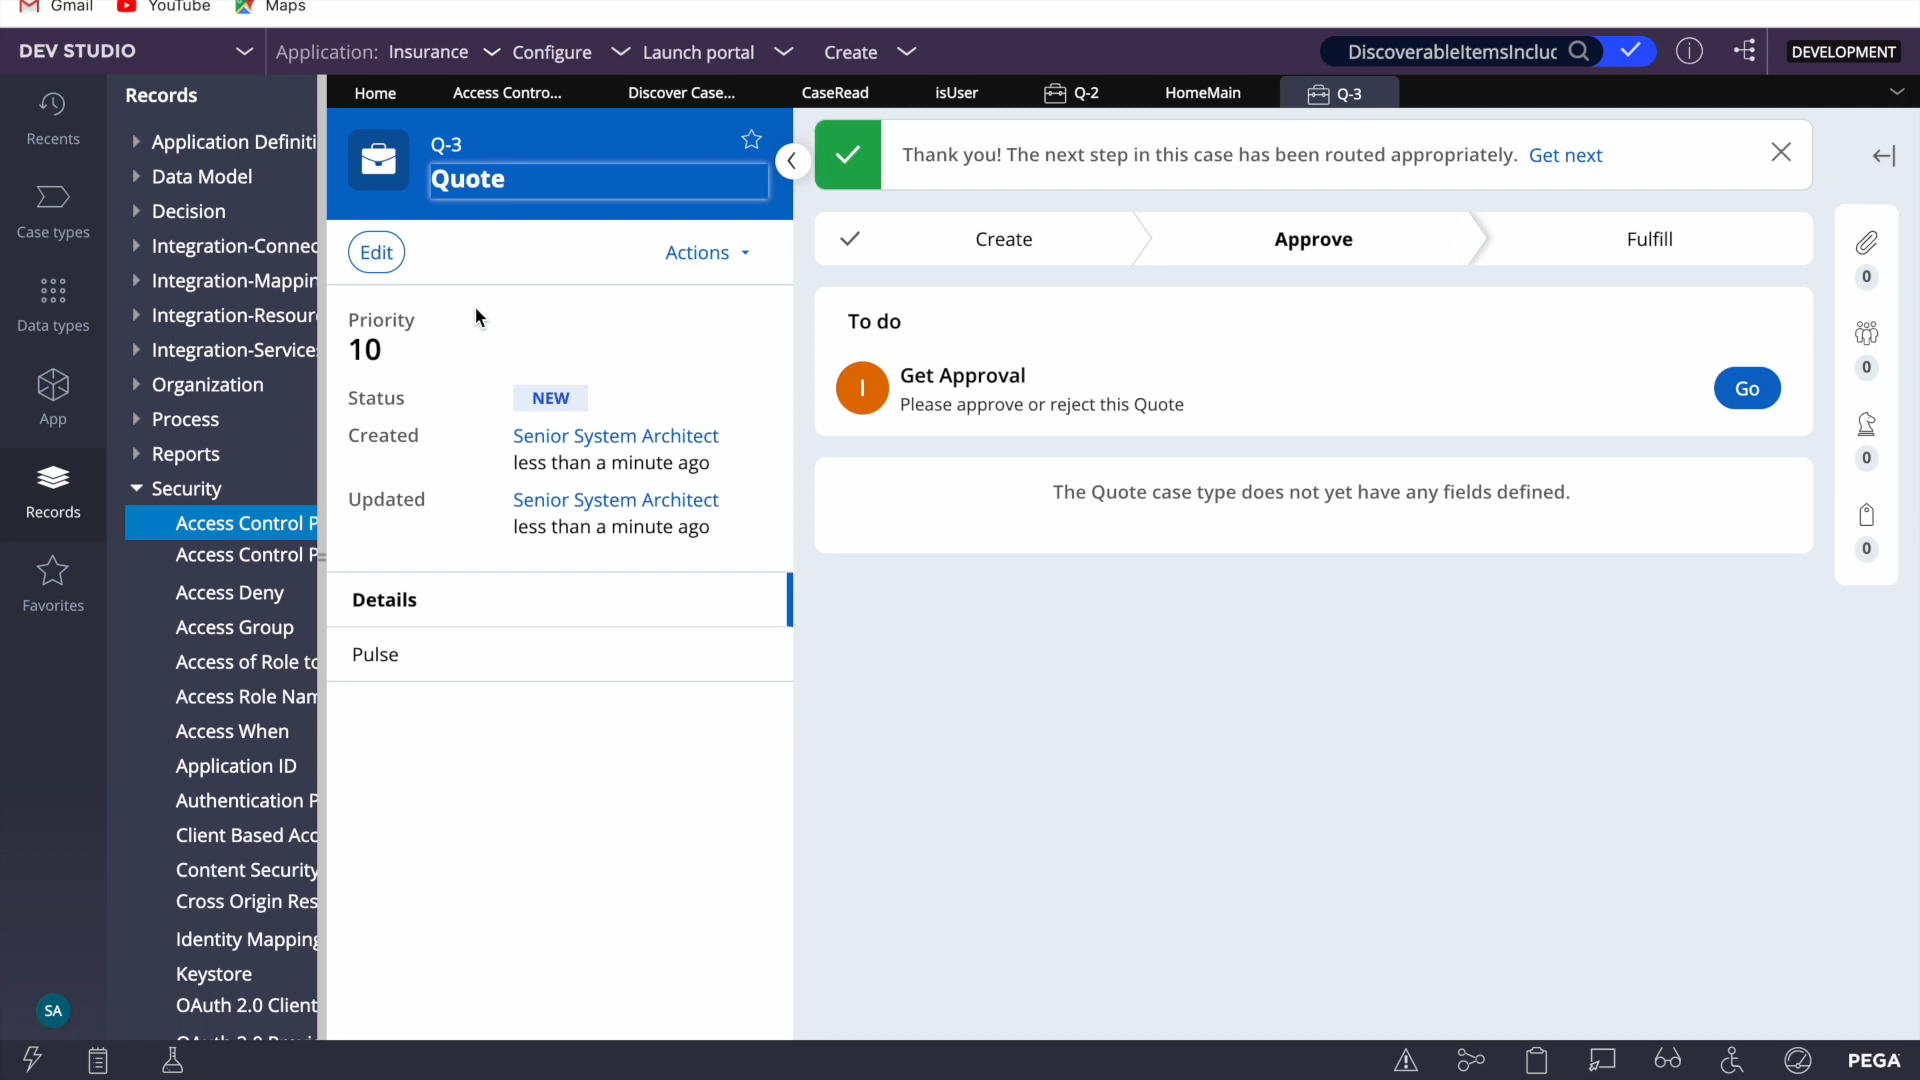 Gmail YouTube Maps
DEV STUDIO Application: Insurance Configure Launch portal Create DiscoverableItemsIncluc DEVELOPMENT
Home Access Contro... Discover Case... CaseRead isUser Q-2 HomeMain Q-3
Recents
Case types
Data types
App
Records
Favorites
SA
Records
Application Definiti
Data Model
Decision
Integration-Connec
Integration-Mappin
Integration-Resour
Integration-Service
Organization
Process
Reports
Security
Access Control P
Access Control P
Access Deny
Access Group
Access of Role to
Access Role Nam
Access When
Application ID
Authentication P
Client Based Acc
Content Security
Cross Origin Res
Identity Mapping
Keystore
OAuth 2.0 Client
OAuth 2.0 Provi
Q-3
Quote
Edit Actions
Priority
10
Status NEW
Created Senior System Architect
less than a minute ago
Updated Senior System Architect
less than a minute ago
Details
Pulse
Thank you! The next step in this case has been routed appropriately. Get next
Create Approve Fulfill
To do
I
Get Approval
Please approve or reject this Quote
Go
The Quote case type does not yet have any fields defined.
0
0
0
0
PEGA